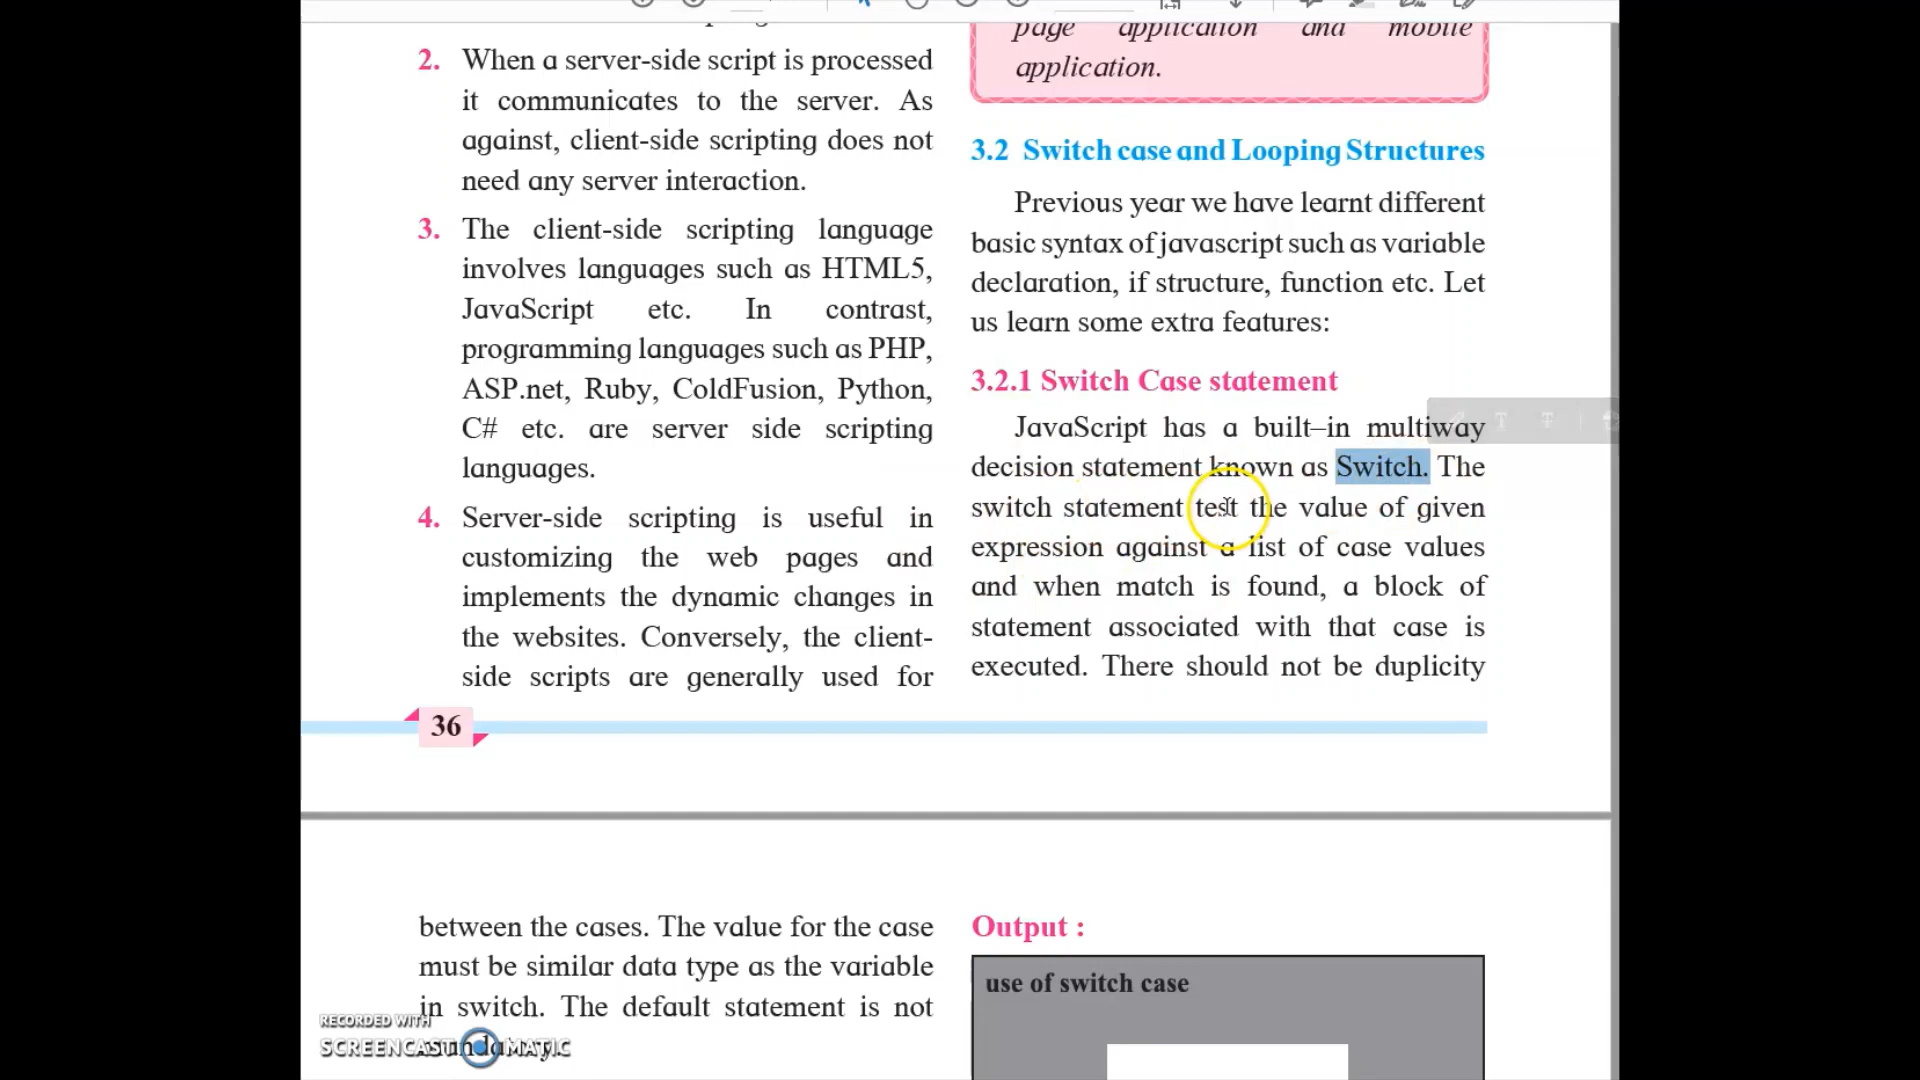 2. When a server-side script is processed
it communicates to the server. As
against, client-side scripting does not
need any server interaction.
3. The client-side scripting language
involves languages such as HTML5,
JavaScript etc. In contrast,
programming languages such as PHP,
ASP.net, Ruby, ColdFusion, Python,
C# etc. are server side scripting
languages.
4. Server-side scripting is useful in
customizing the web pages and
implements the dynamic changes in
the websites. Conversely, the client-
side scripts are generally used for
page application and mobile
application.
3.2 Switch case and Looping Structures
Previous year we have learnt different
basic syntax of javascript such as variable
declaration, if structure, function etc. Let
us learn some extra features:
3.2.1 Switch Case statement
JavaScript has a built–in multiway
decision statement known as Switch. The
switch statement test the value of given
expression against a list of case values
and when match is found, a block of
statement associated with that case is
executed. There should not be duplicity
36
between the cases. The value for the case
must be similar data type as the variable
in switch. The default statement is not
Output :
use of switch case
RECORDED WITH
SCREENCAST MATIC